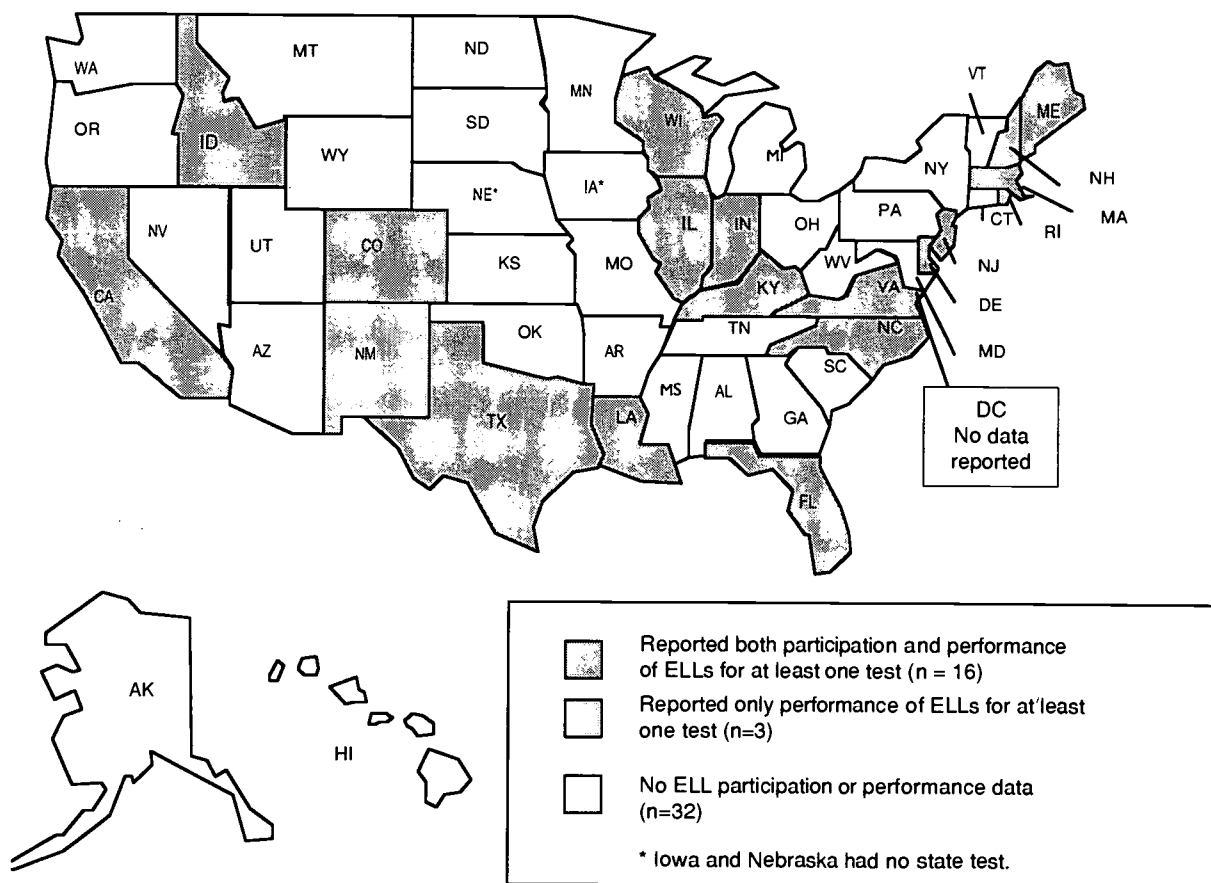 WA
MT
ND
MN
VT
ME
OR
ID
SD
WI
MI
NY
WY
NH
NE*
IA*
MA
CT
RI
PA
NV
UT
CO
IL
IN
OH
NJ
KS
MO
WV
VA
DE
CA
KY
MD
AZ
NM
OK
AR
TN
NC
SC
TX
LA
MS
AL
GA
FL
DC
No data
reported
AK
HI
Reported both participation and performance
of ELLs for at least one test (n = 16)
Reported only performance of ELLs for at least
one test (n=3)
No ELL participation or performance data
(n=32)
* Iowa and Nebraska had no state test.